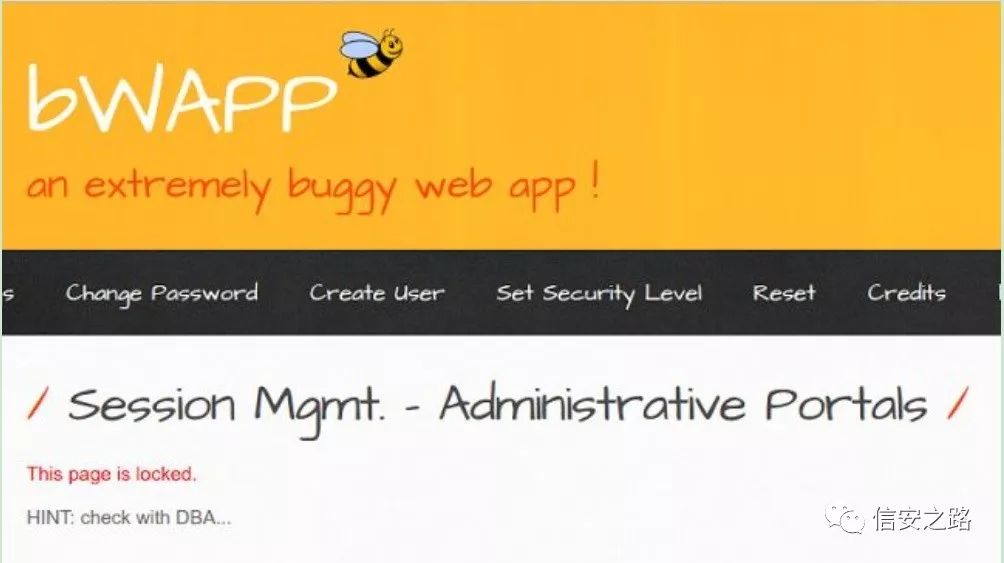 bWAPP
an extremely buggy web app !
s Change Password Create User Set Security Level Reset Credits
/ Session Mgmt. - Administrative Portals /
This page is locked.
HINT: check with DBA...
信安之路